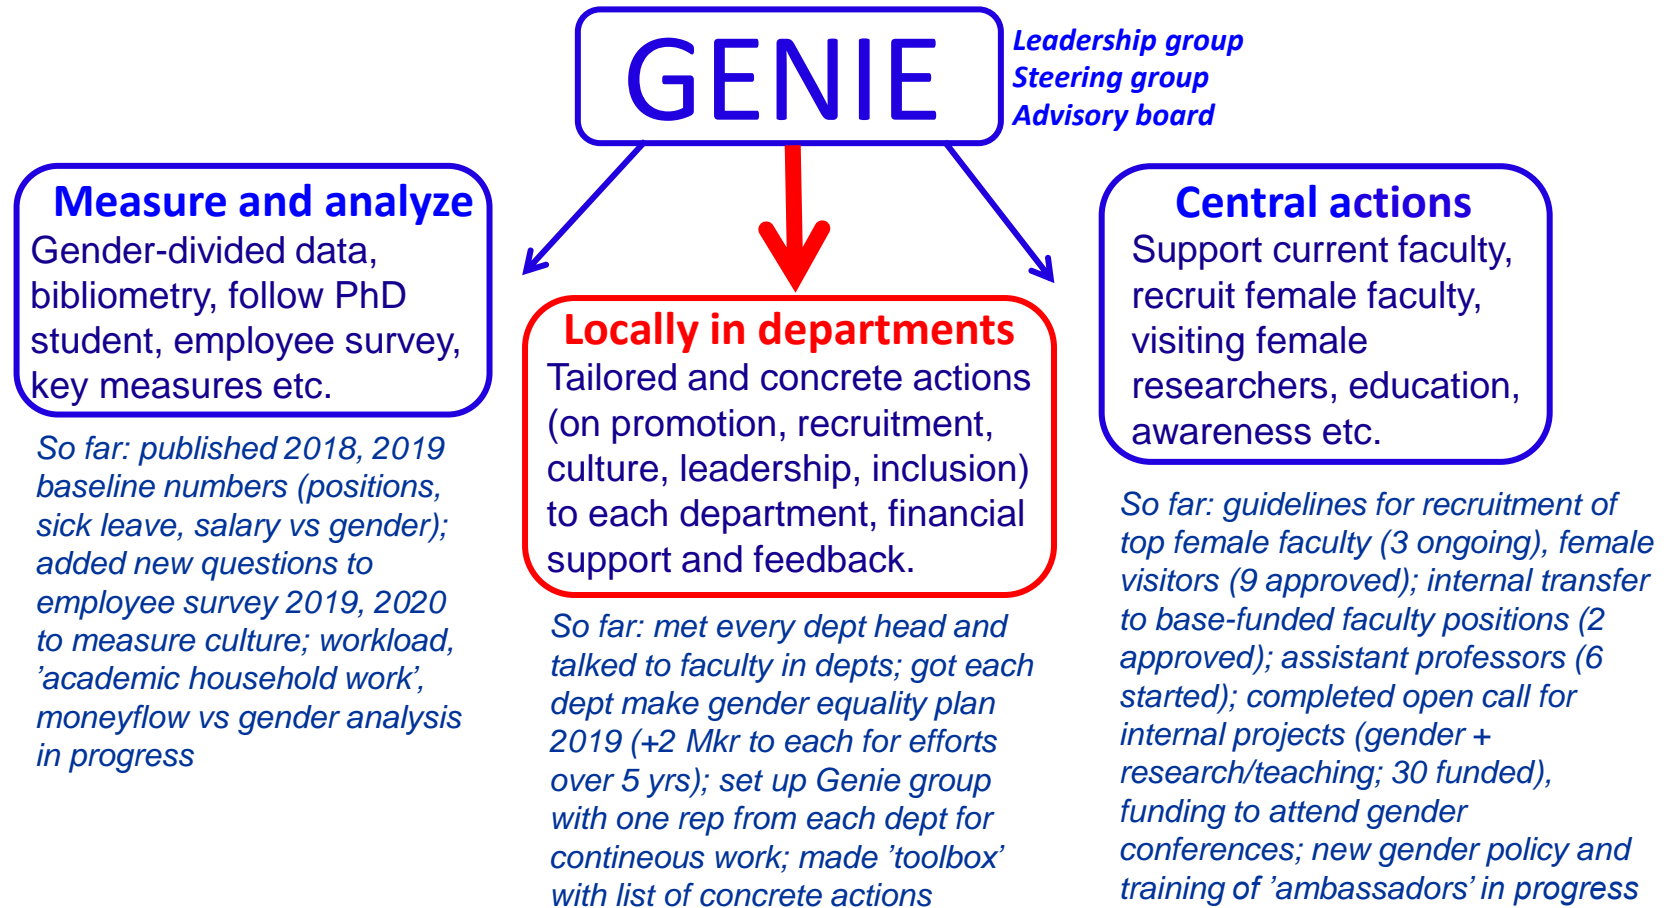 GENIE
Leadership group
Steering group
Advisory board
Measure and analyze
Gender-divided data,
bibliometry, follow PhD
student, employee survey,
key measures etc.
So far: published 2018, 2019
baseline numbers (positions,
sick leave, salary vs gender);
added new questions to
employee survey 2019, 2020
to measure culture; workload,
’academic household work’,
moneyflow vs gender analysis
in progress
Locally in departments
Tailored and concrete actions
(on promotion, recruitment,
culture, leadership, inclusion)
to each department, financial
support and feedback.
So far: met every dept head and
talked to faculty in depts; got each
dept make gender equality plan
2019 (+2 Mkr to each for efforts
over 5 yrs); set up Genie group
with one rep from each dept for
contineous work; made ’toolbox’
with list of concrete actions
Central actions
Support current faculty,
recruit female faculty,
visiting female
researchers, education,
awareness etc.
So far: guidelines for recruitment of
top female faculty (3 ongoing), female
visitors (9 approved); internal transfer
to base-funded faculty positions (2
approved); assistant professors (6
started); completed open call for
internal projects (gender +
research/teaching; 30 funded),
funding to attend gender
conferences; new gender policy and
training of ’ambassadors’ in progress